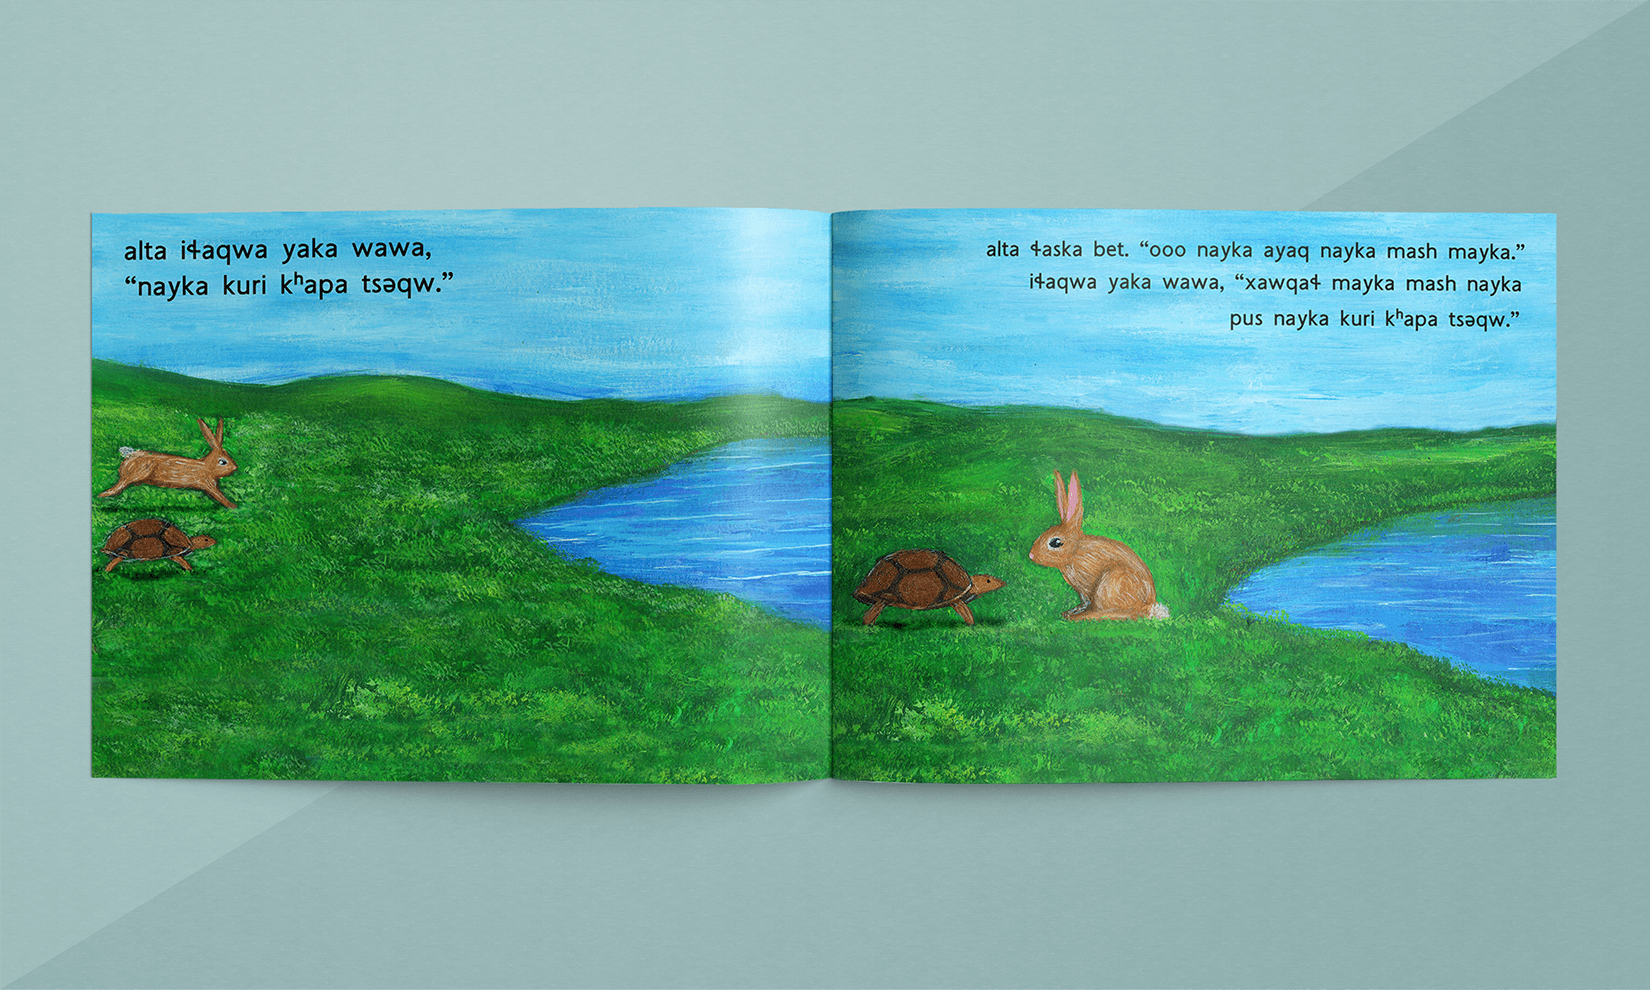 alta iɬaqwa yaka wawa,
“nayka kuri kʰapa tsəqw.”
alta ɬaska bet. “ooo nayka ayaq nayka mash mayka.”
iɬaqwa yaka wawa, “xawqaɬ mayka mash nayka
pus nayka kuri kʰapa tsəqw.”